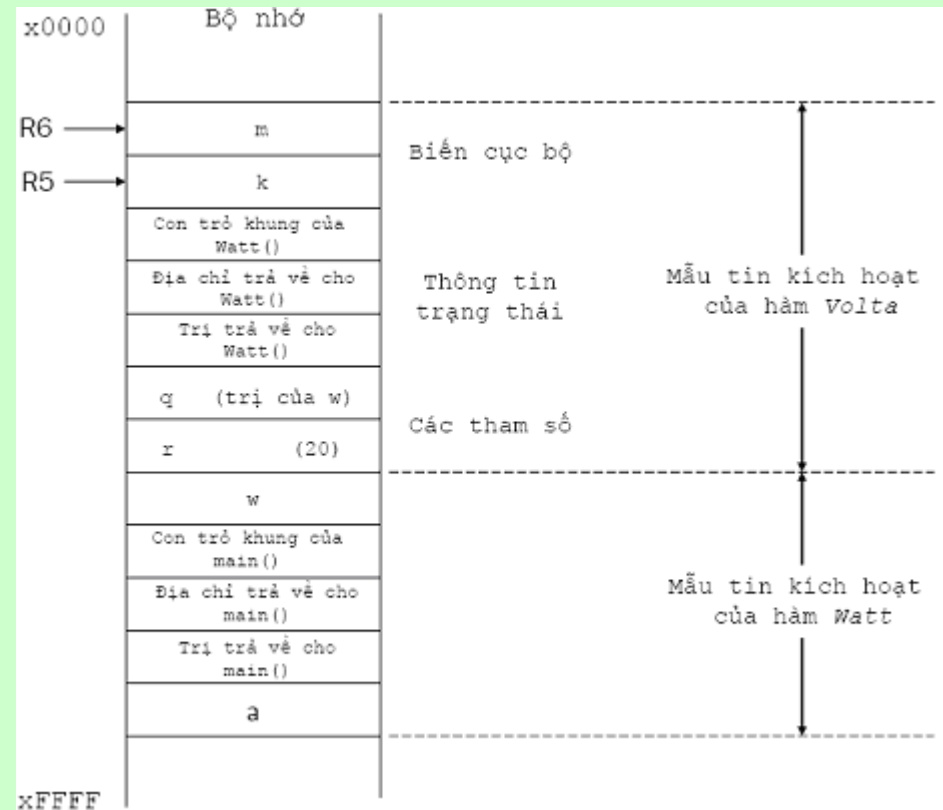 x0000
Bộ nhớ
R6
m
Biến cục bộ
R5
k
Con trỏ khung của
Watt()
Địa chỉ trả về cho
Watt()
Thông tin
trạng thái
Mẫu tin kích hoạt
của hàm Volta
Trị trả về cho
Watt()
q (trị của w)
Các tham số
r (20)
w
Con trỏ khung của
main()
Địa chỉ trả về cho
main()
Mẫu tin kích hoạt
của hàm Watt
Trị trả về cho
main()
a
xFFFF